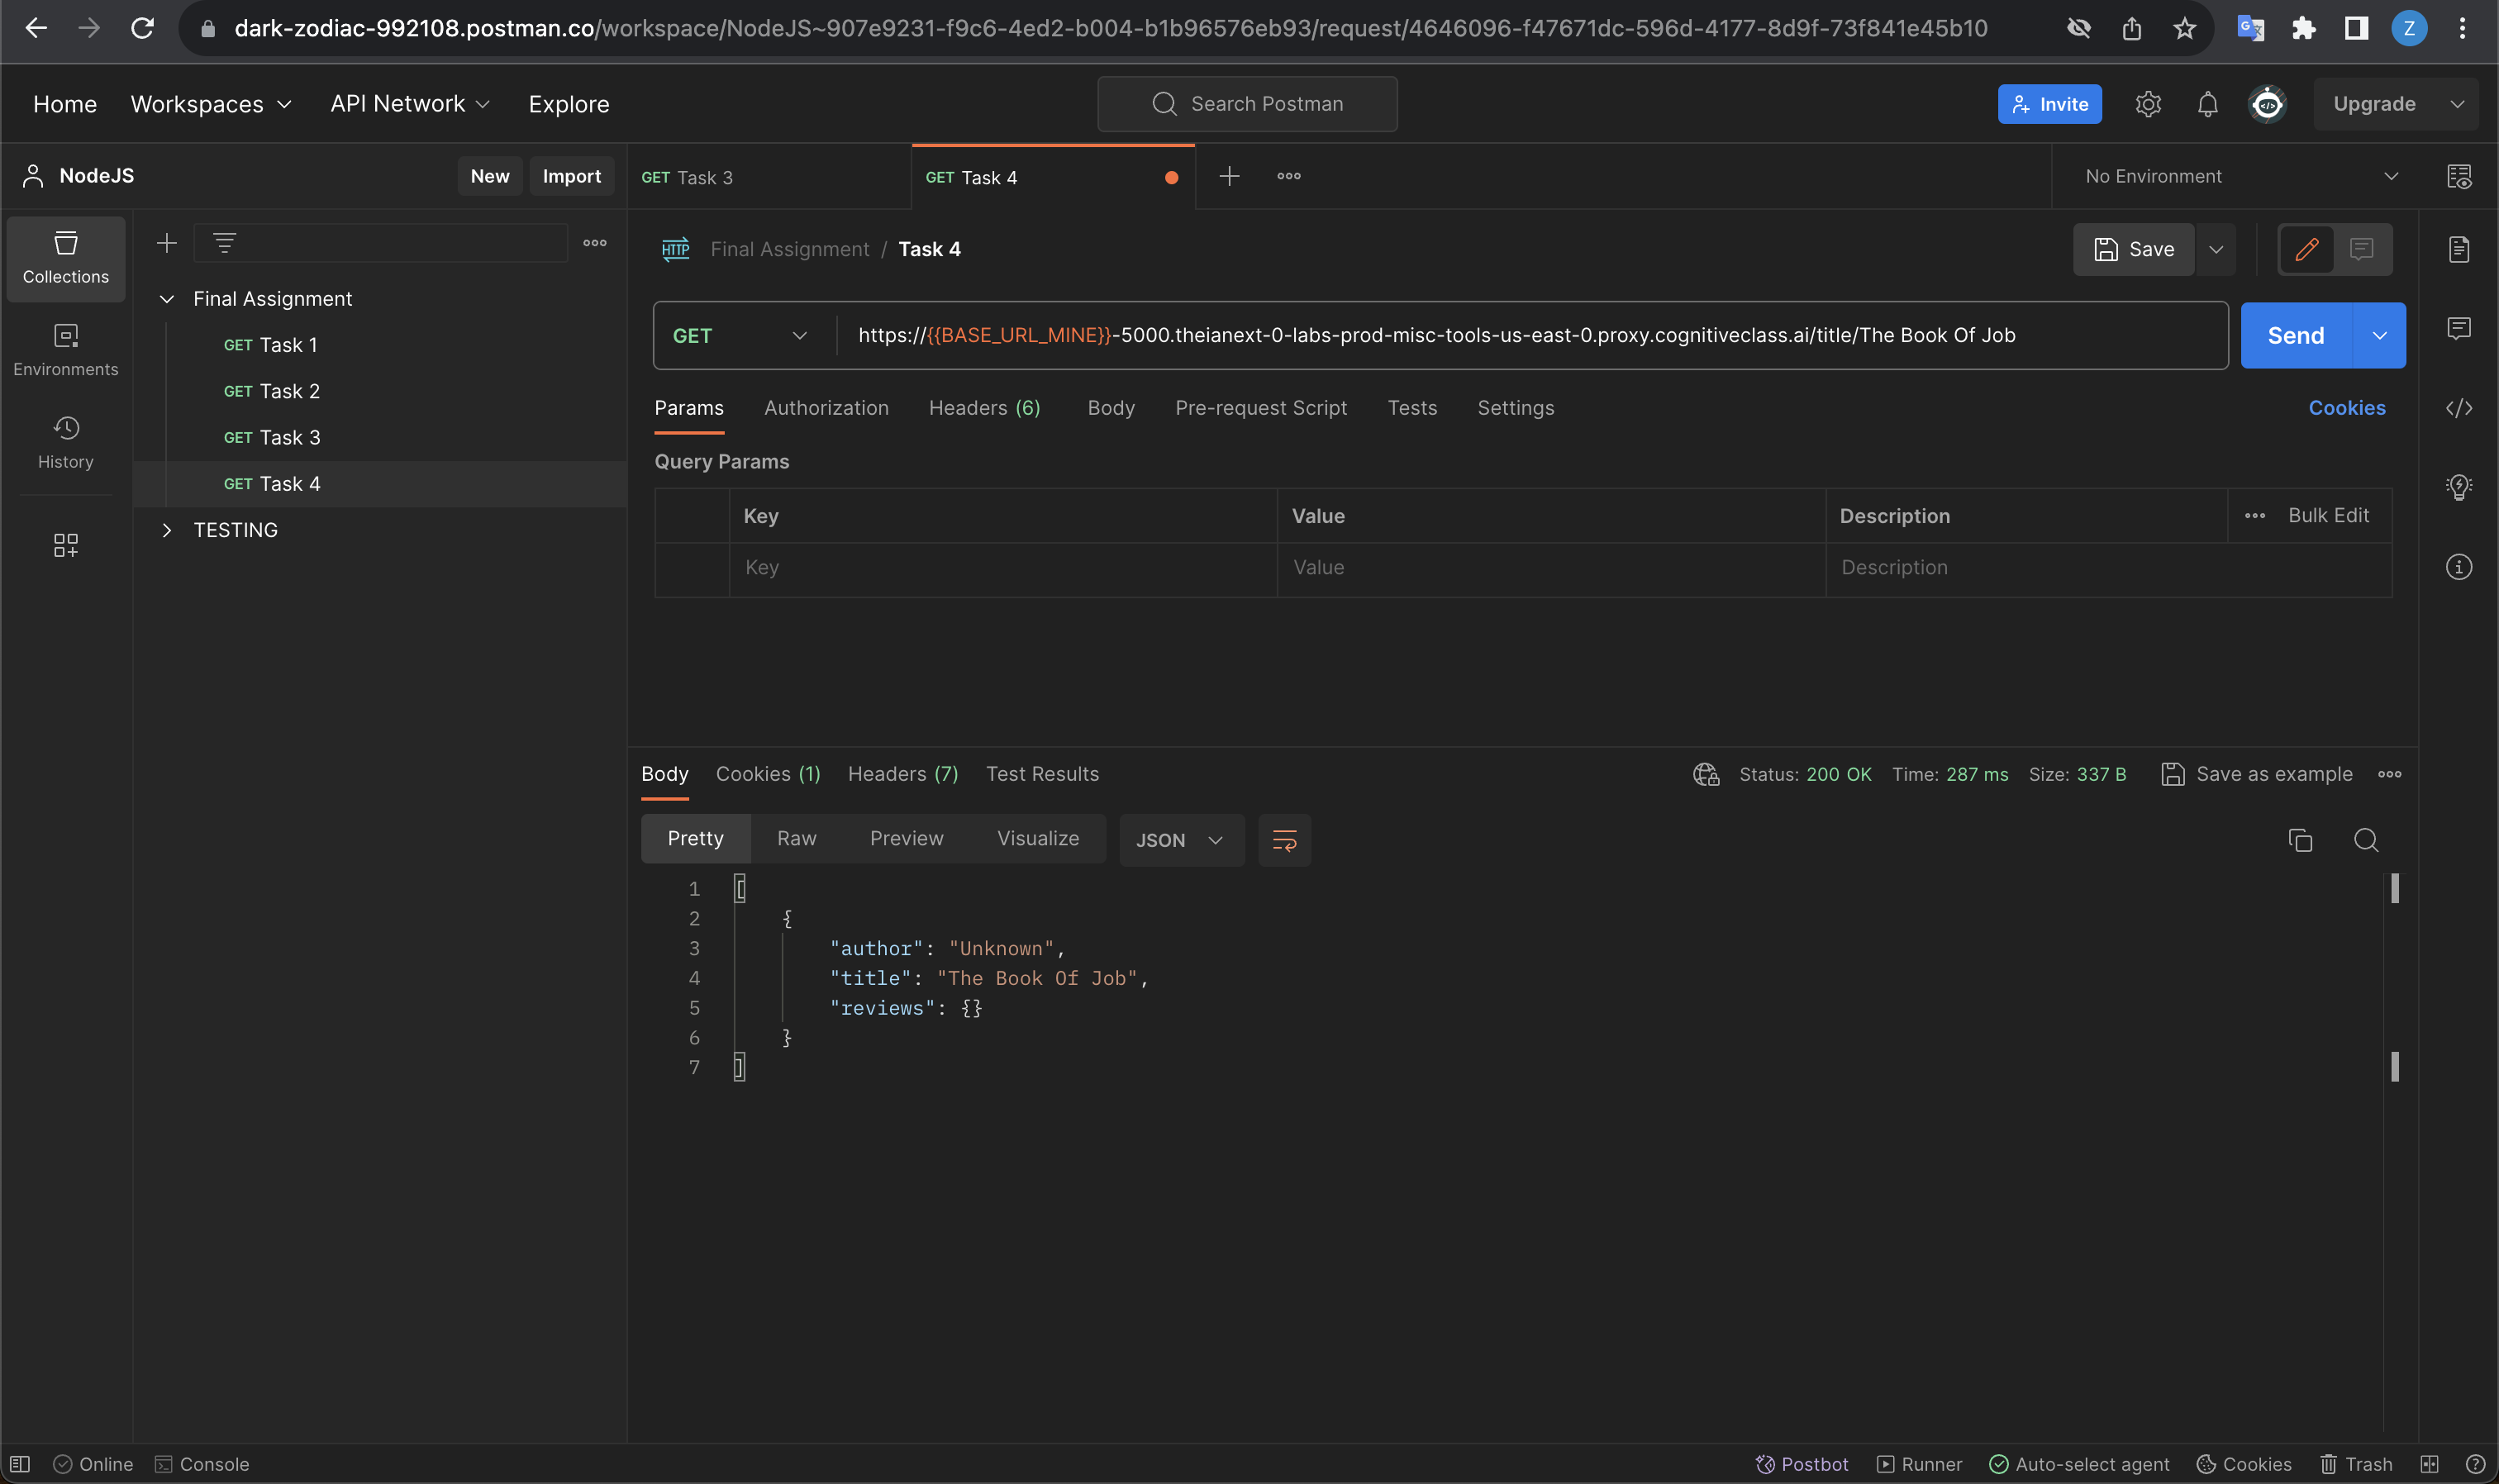 dark-zodiac-992108.postman.co/workspace/NodeJS~907e9231-f9c6-4ed2-b004-b1b96576eb93/request/4646096-f47671dc-596d-4177-8d9f-73f841e45b10
Z
Home Workspaces API Network Explore
Search Postman
Invite
Upgrade
NodeJS
New Import
GET Task 3
GET Task 4
No Environment
Collections
Environments
History
Final Assignment
GET Task 1
GET Task 2
GET Task 3
GET Task 4
TESTING
HTTP Final Assignment / Task 4
Save
GET https://{{BASE_URL_MINE}}-5000.theianext-0-labs-prod-misc-tools-us-east-0.proxy.cognitiveclass.ai/title/The Book Of Job
Send
Params Authorization Headers (6) Body Pre-request Script Tests Settings Cookies
Query Params
Key Value Description Bulk Edit
Key Value Description
Body Cookies (1) Headers (7) Test Results Status: 200 OK Time: 287 ms Size: 337 B Save as example
Pretty Raw Preview Visualize JSON
1 [
2 {
3 "author": "Unknown",
4 "title": "The Book Of Job",
5 "reviews": {}
6 }
7 ]
Online Console Postbot Runner Auto-select agent Cookies Trash